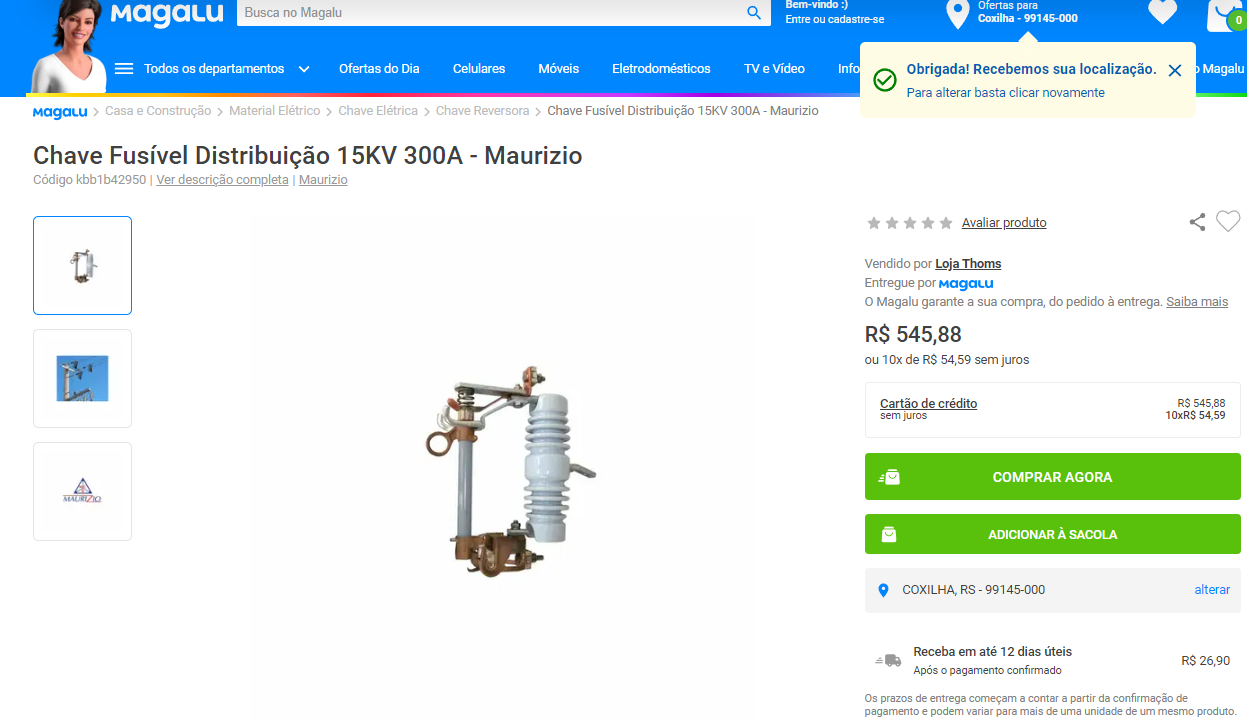 Magalu
Busca no Magalu
Bem-vindo :)
Entre ou cadastre-se
Ofertas para
Coxilha - 99145-000
0
Todos os departamentos
Ofertas do Dia
Celulares
Móveis
Eletrodomésticos
TV e Vídeo
Info
o Magalu
Obrigada! Recebemos sua localização.
Para alterar basta clicar novamente
Magalu > Casa e Construção > Material Elétrico > Chave Elétrica > Chave Reversora > Chave Fusível Distribuição 15KV 300A - Maurizio
Chave Fusível Distribuição 15KV 300A - Maurizio
Código kbb1b42950 | Ver descrição completa | Maurizio
MAURIZIO
Avaliar produto
Vendido por Loja Thoms
Entregue por Magalu
O Magalu garante a sua compra, do pedido à entrega. Saiba mais
R$ 545,88
ou 10x de R$ 54,59 sem juros
Cartão de crédito R$ 545,88
sem juros 10xR$ 54,59
COMPRAR AGORA
ADICIONAR À SACOLA
COXILHA, RS - 99145-000 alterar
Receba em até 12 dias úteis
Após o pagamento confirmado
R$ 26,90
Os prazos de entrega começam a contar a partir da confirmação de
pagamento e podem variar para mais de uma unidade de um mesmo produto.